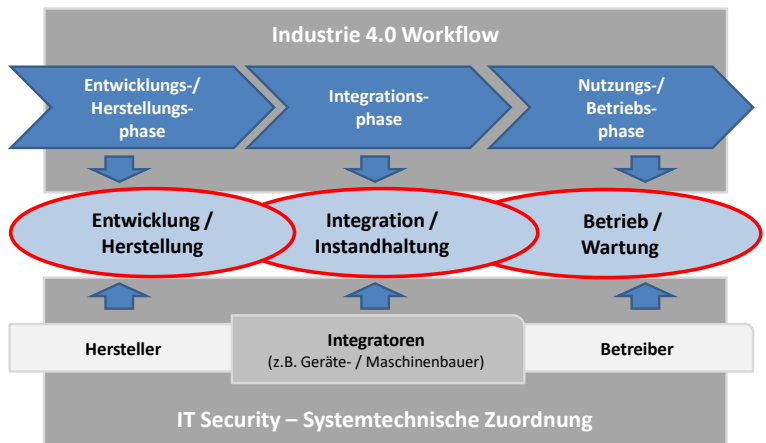 Industrie 4.0 Workflow
Entwicklungs-/
Herstellungs-
phase
Integrations-
phase
Nutzungs-/
Betriebs-
phase
Entwicklung /
Herstellung
Integration /
Instandhaltung
Betrieb /
Wartung
Hersteller
Integratoren
(z.B. Geräte- / Maschinenbauer)
Betreiber
IT Security – Systemtechnische Zuordnung